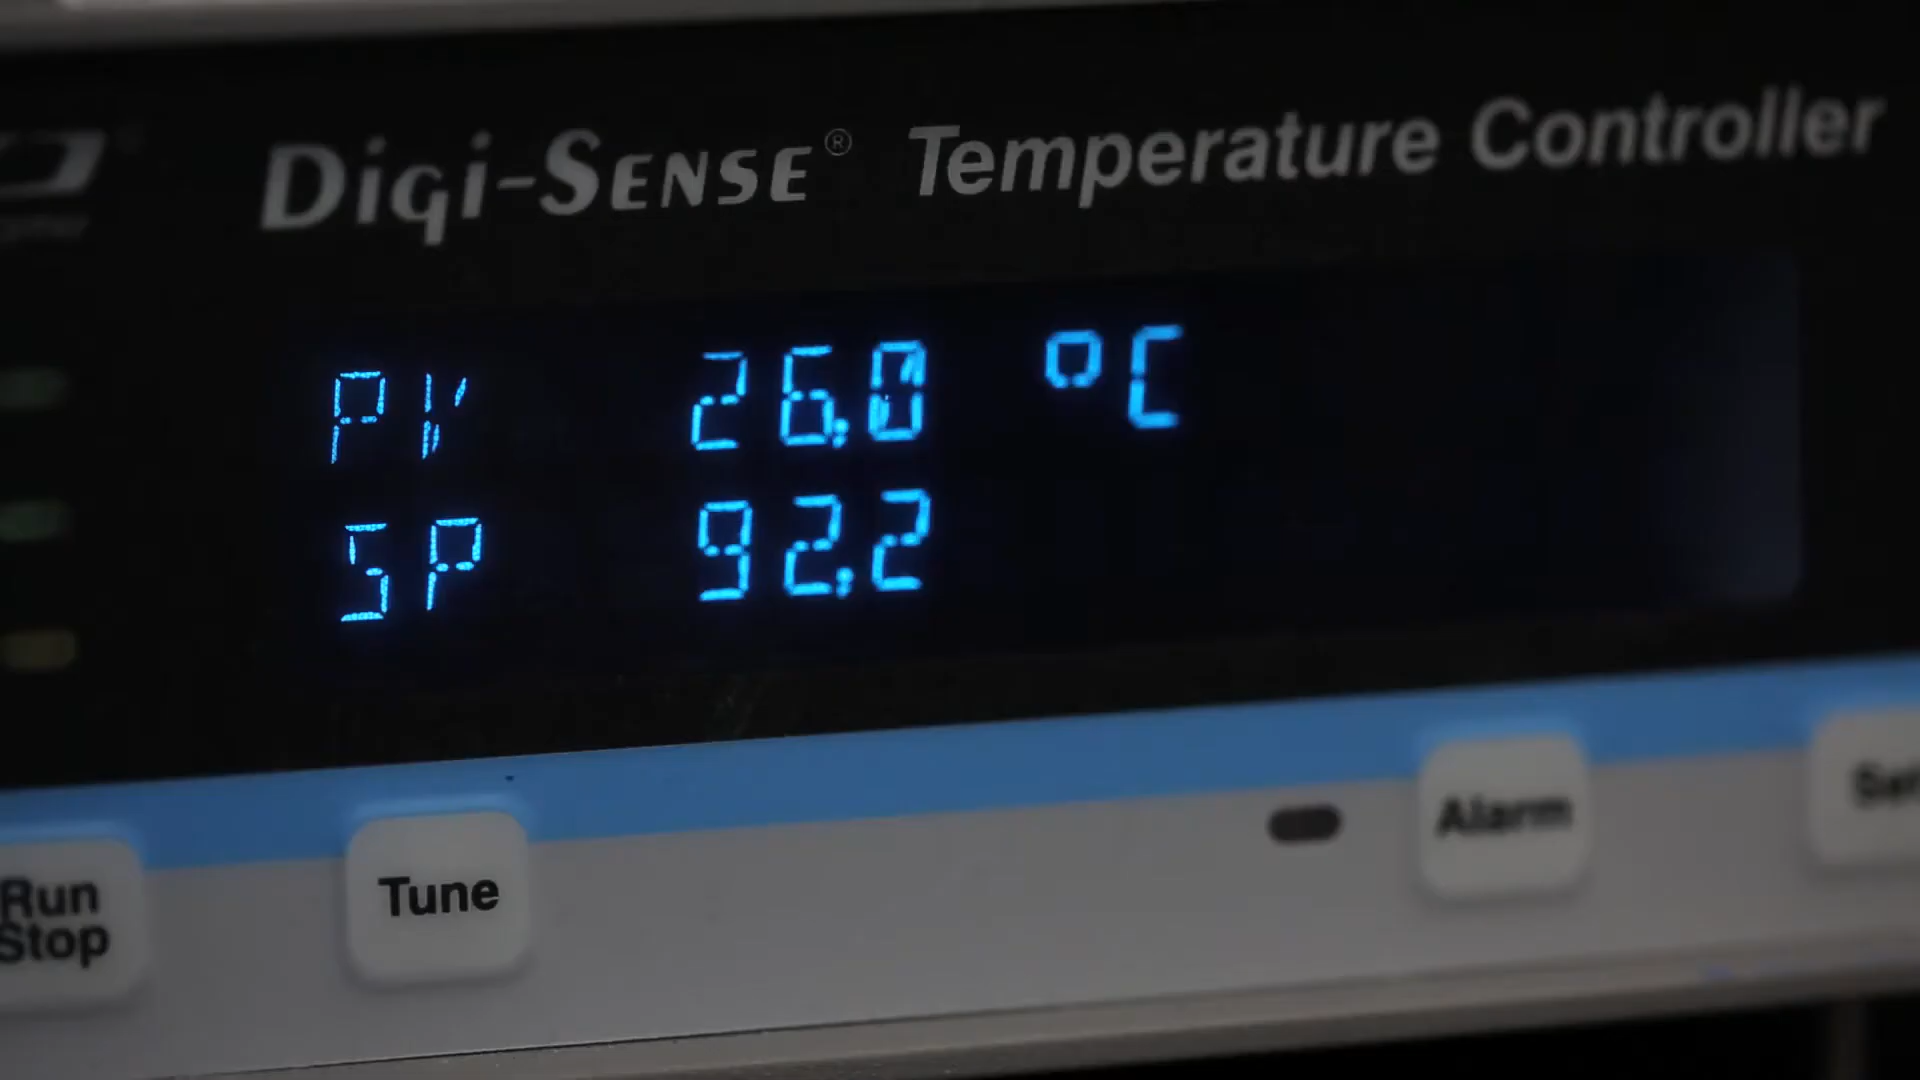 Digi-Sense® Temperature Controller
PV 26.0 °C
SP 92.2
Run
Stop
Tune
Alarm